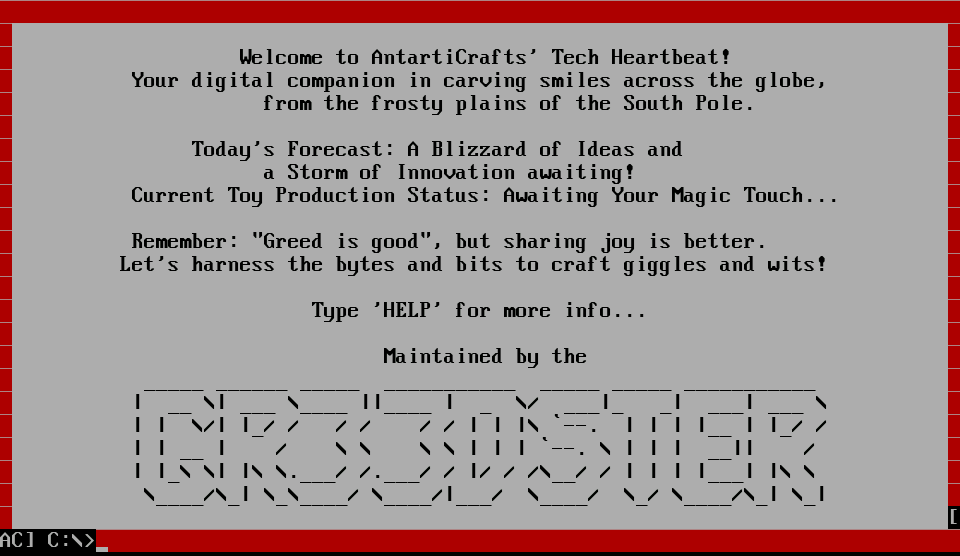 Welcome to AntartiCrafts' Tech Heartbeat!
Your digital companion in carving smiles across the globe,
from the frosty plains of the South Pole.
Today's Forecast: A Blizzard of Ideas and
a Storm of Innovation awaiting!
Current Toy Production Status: Awaiting Your Magic Touch...
Remember: "Greed is good", but sharing joy is better.
Let's harness the bytes and bits to craft giggles and wits!
Type 'HELP' for more info...
Maintained by the
GR33DSTER
[
AC] C:\>_